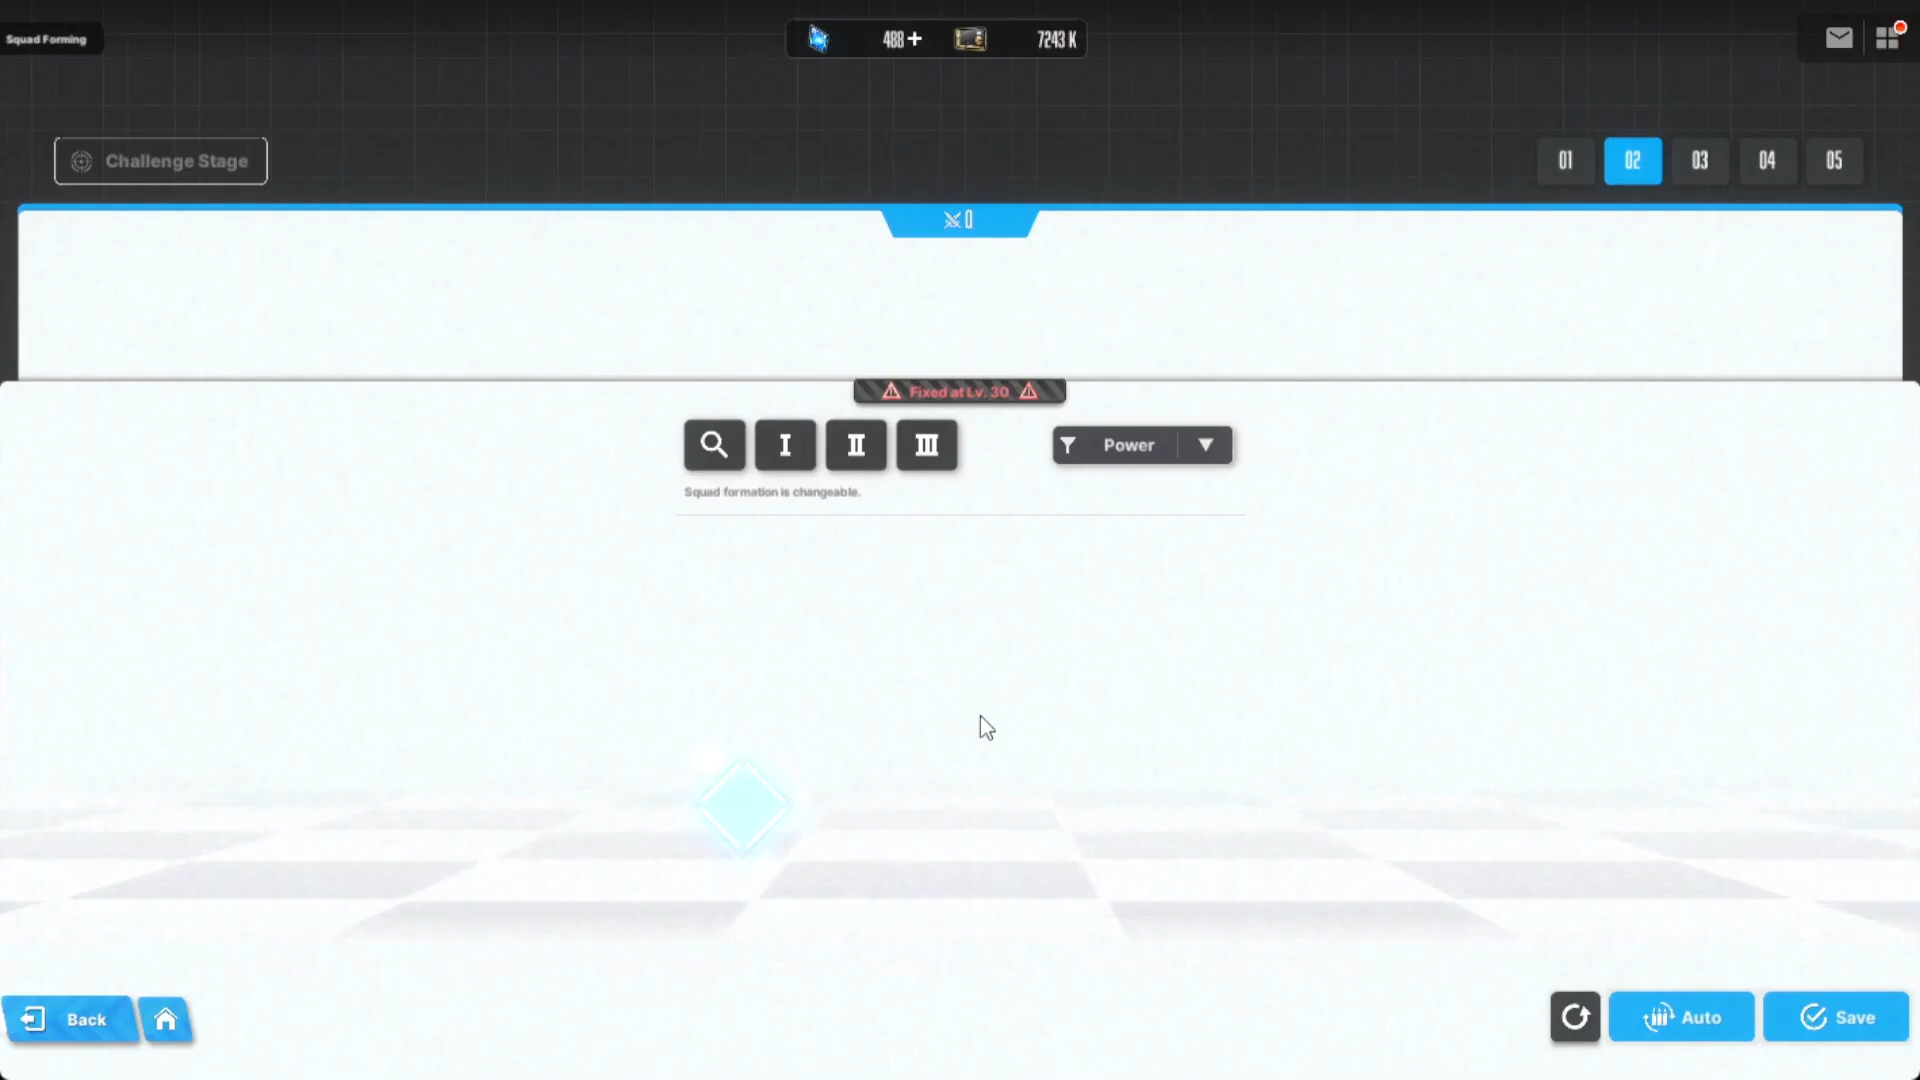 Squad Forming
488+
7243 K
Challenge Stage
01
02
03
04
05
0
Fixed at Lv. 30
I
II
III
Power
Squad formation is changeable.
Back
Auto
Save